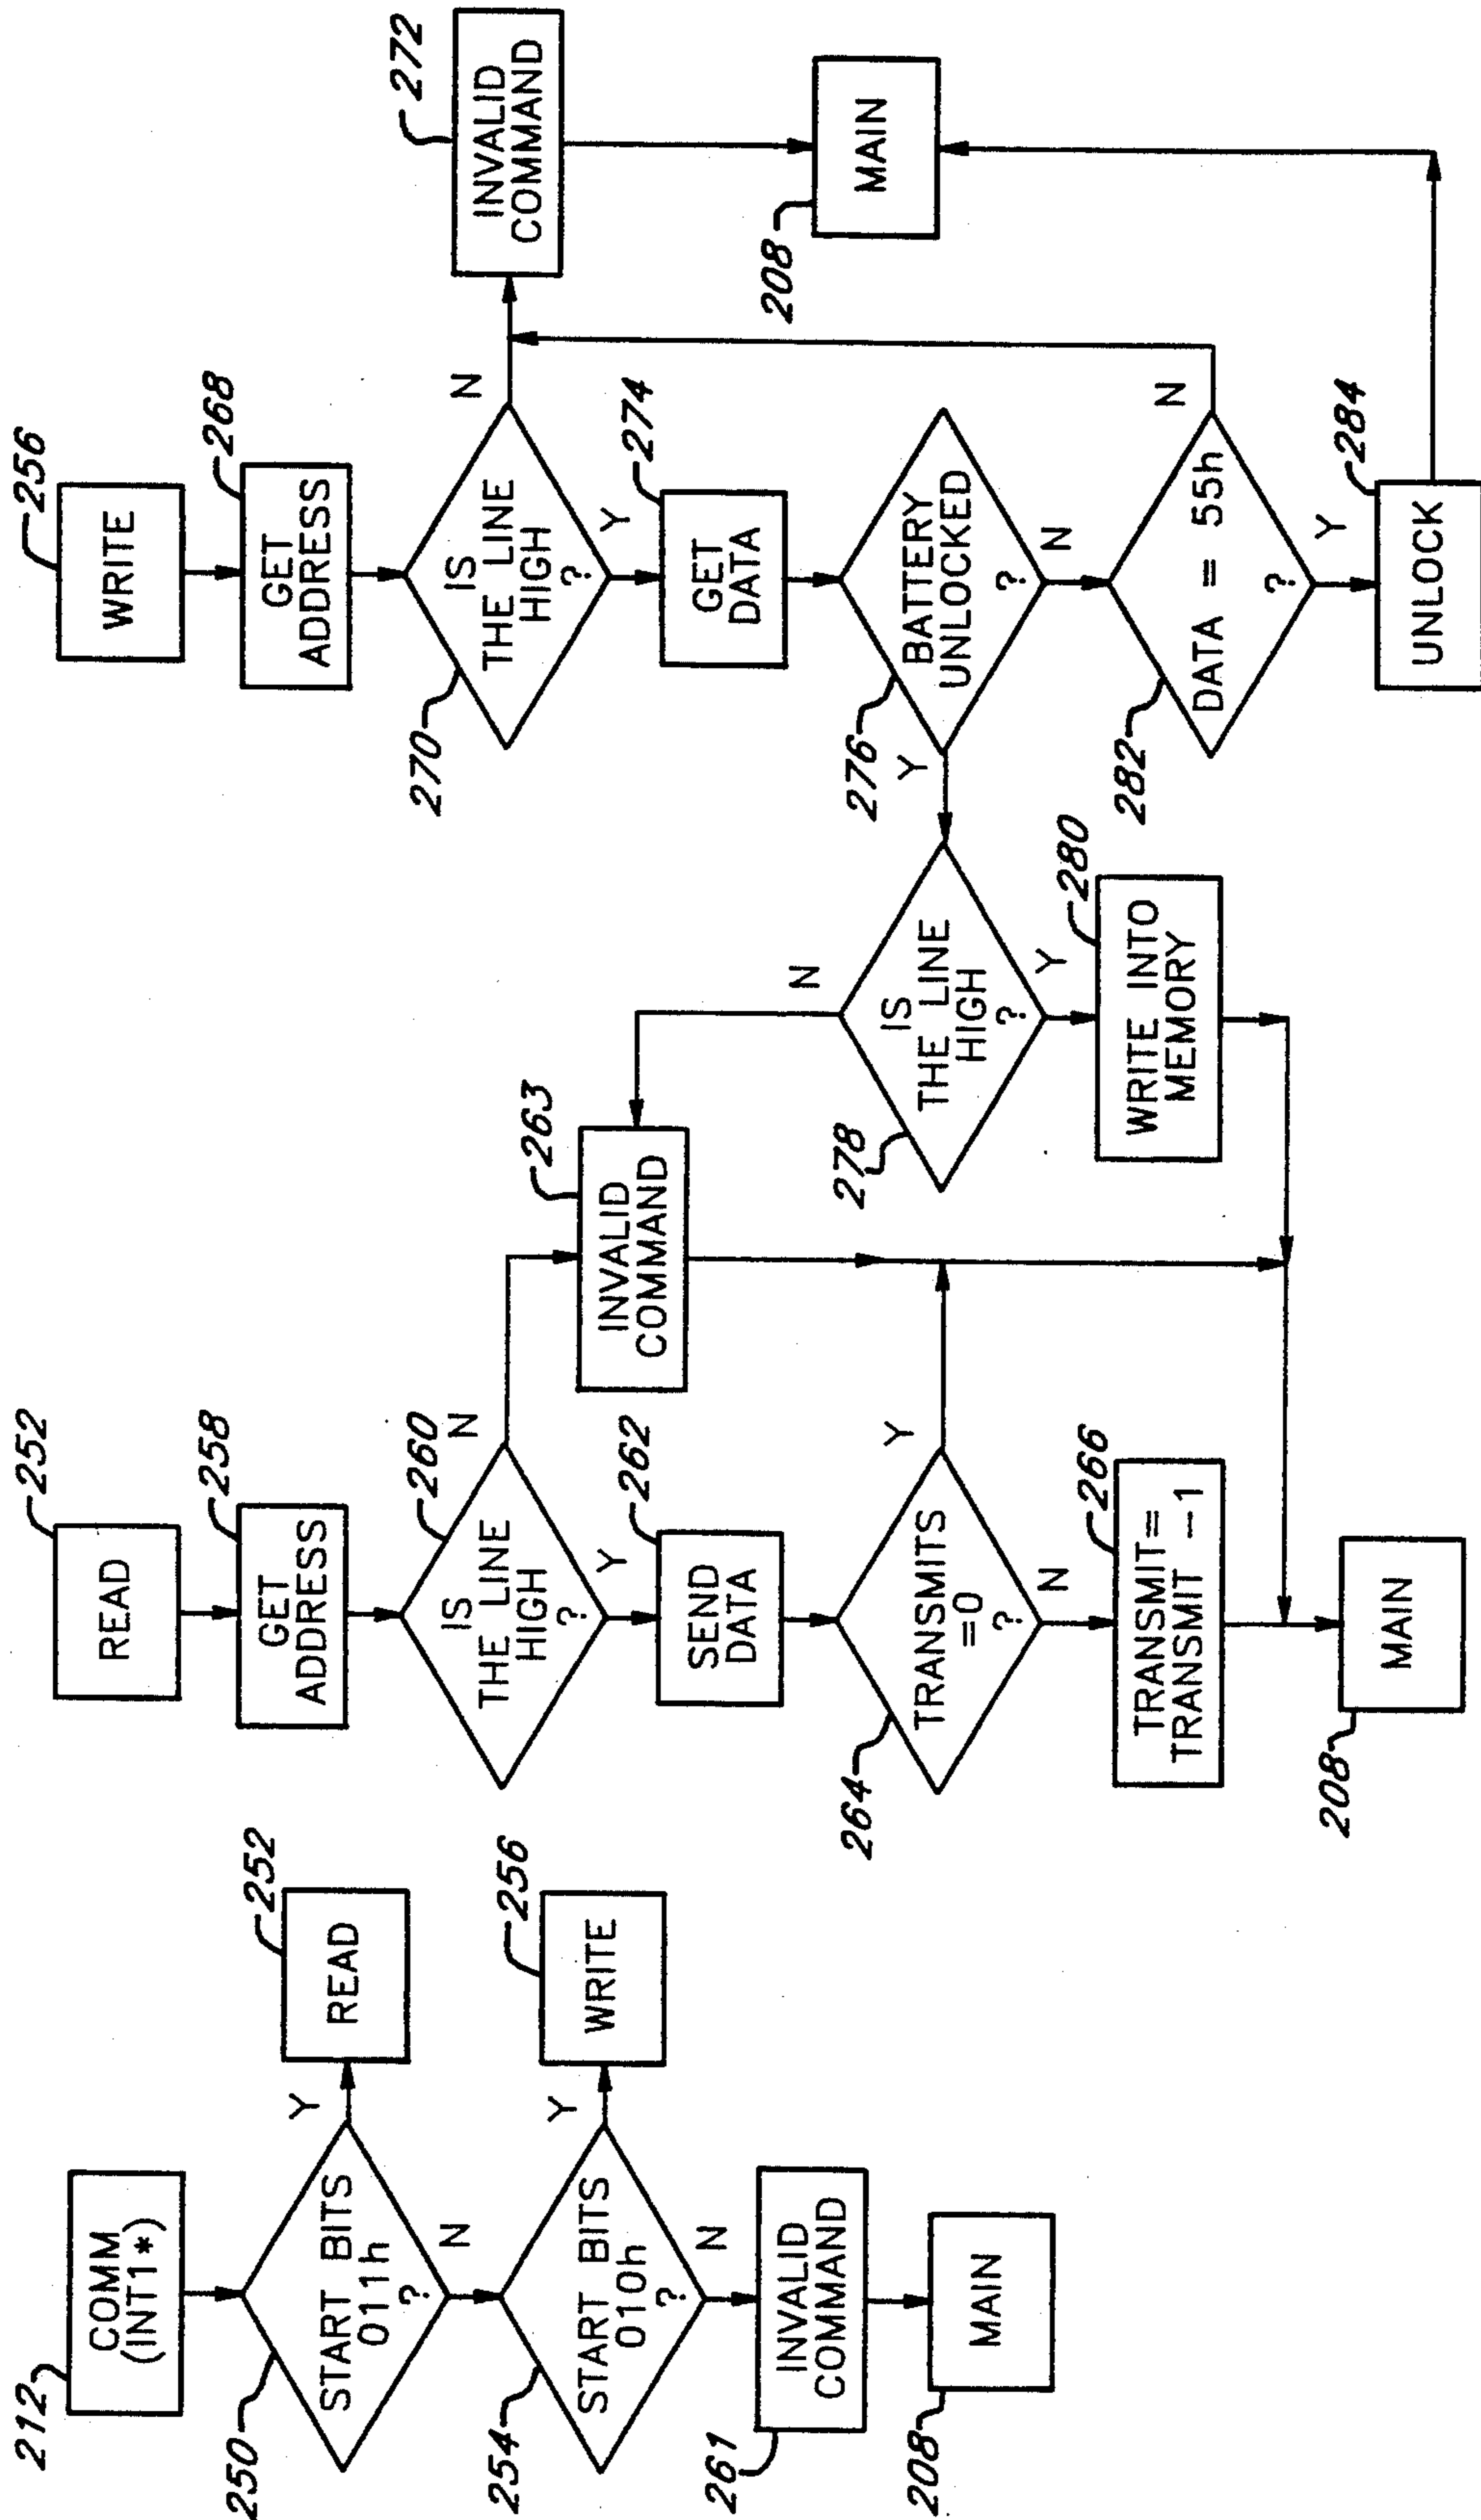 212
COMM
(INT1*)
250
START BITS
011h
?
Y
N
252
READ
254
START BITS
010h
?
Y
N
256
WRITE
261
INVALID
COMMAND
208
MAIN
252
READ
258
GET
ADDRESS
260
IS
THE LINE
HIGH
?
N
Y
263
INVALID
COMMAND
262
SEND
DATA
264
TRANSMITS
=0
?
Y
N
266
TRANSMIT=
TRANSMIT -1
208
MAIN
256
WRITE
268
GET
ADDRESS
270
IS
THE LINE
HIGH
?
N
Y
272
INVALID
COMMAND
208
MAIN
274
GET
DATA
276
BATTERY
UNLOCKED
?
Y
N
278
IS
THE LINE
HIGH
?
N
Y
280
WRITE INTO
MEMORY
282
DATA = 55h
?
N
Y
284
UNLOCK